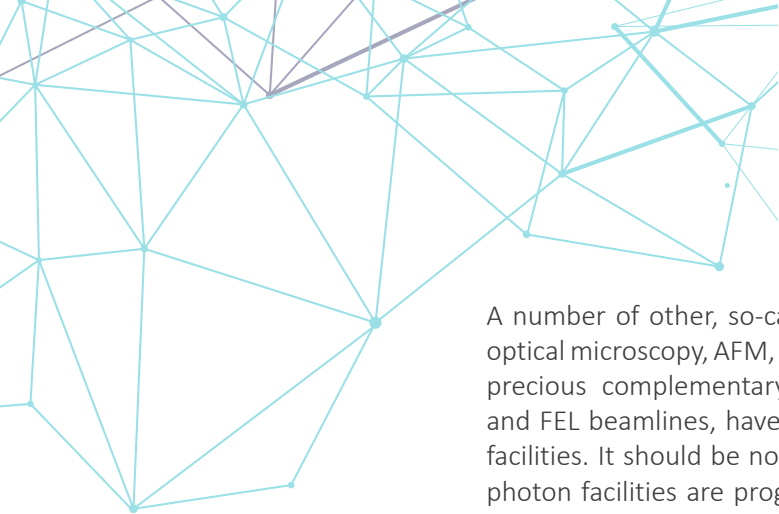 A number of other, so-ca
optical microscopy, AFM,
precious complementary
and FEL beamlines, have
facilities. It should be no
photon facilities are prog